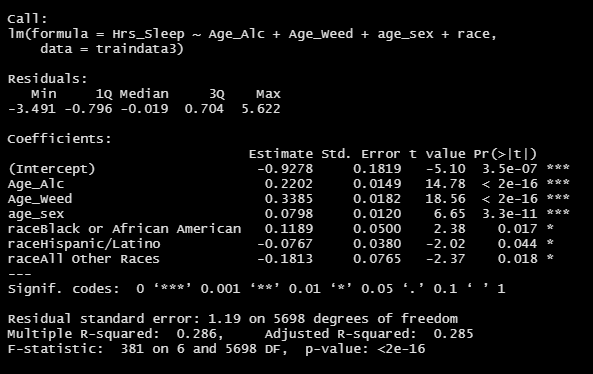 Call:
lm(formula = Hrs_Sleep ~ Age_Alc + Age_Weed + age_sex + race,
    data = traindata3)

Residuals:
   Min     1Q Median     3Q    Max
-3.491 -0.796 -0.019  0.704  5.622

Coefficients:
                              Estimate Std. Error t value Pr(>|t|)
(Intercept)                    -0.9278     0.1819   -5.10  3.5e-07 ***
Age_Alc                         0.2202     0.0149   14.78  < 2e-16 ***
Age_Weed                        0.3385     0.0182   18.56  < 2e-16 ***
age_sex                         0.0798     0.0120    6.65  3.3e-11 ***
raceBlack or African American   0.1189     0.0500    2.38    0.017 *
raceHispanic/Latino            -0.0767     0.0380   -2.02    0.044 *
raceAll Other Races            -0.1813     0.0765   -2.37    0.018 *
---
Signif. codes:  0 ‘***’ 0.001 ‘**’ 0.01 ‘*’ 0.05 ‘.’ 0.1 ‘ ’ 1

Residual standard error: 1.19 on 5698 degrees of freedom
Multiple R-squared:  0.286,	Adjusted R-squared:  0.285
F-statistic:  381 on 6 and 5698 DF,  p-value: <2e-16